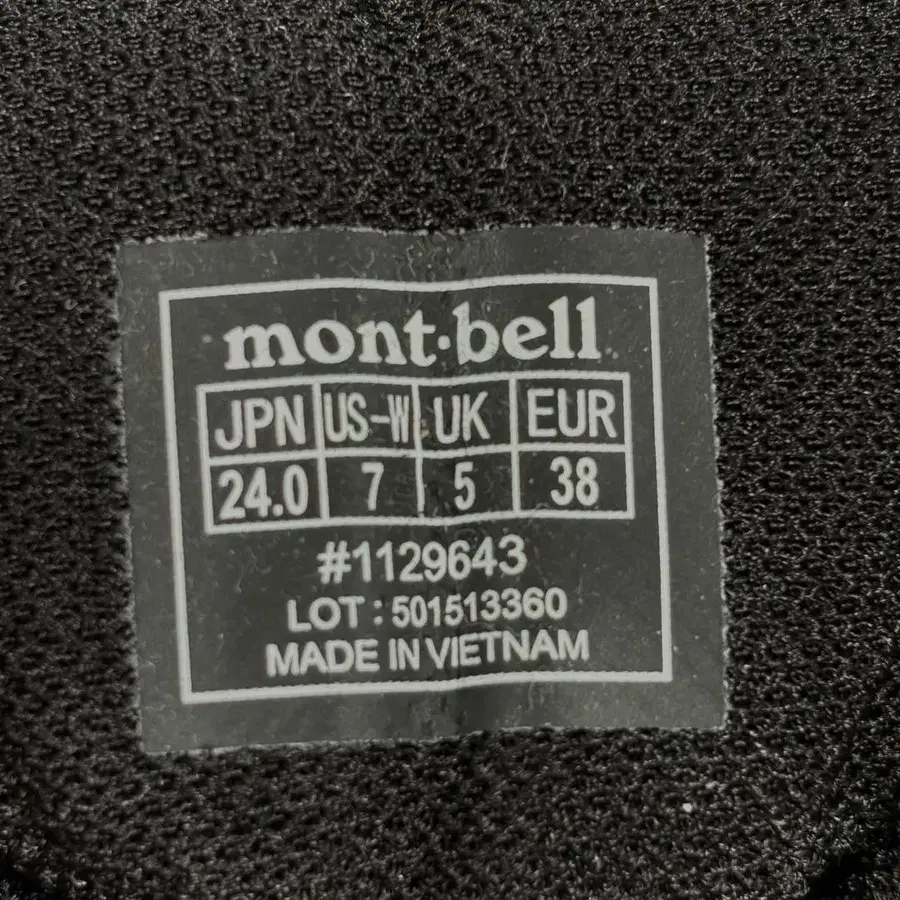 mont·bell
JPN US-W UK EUR
24.0 7 5 38
#1129643
LOT : 501513360
MADE IN VIETNAM